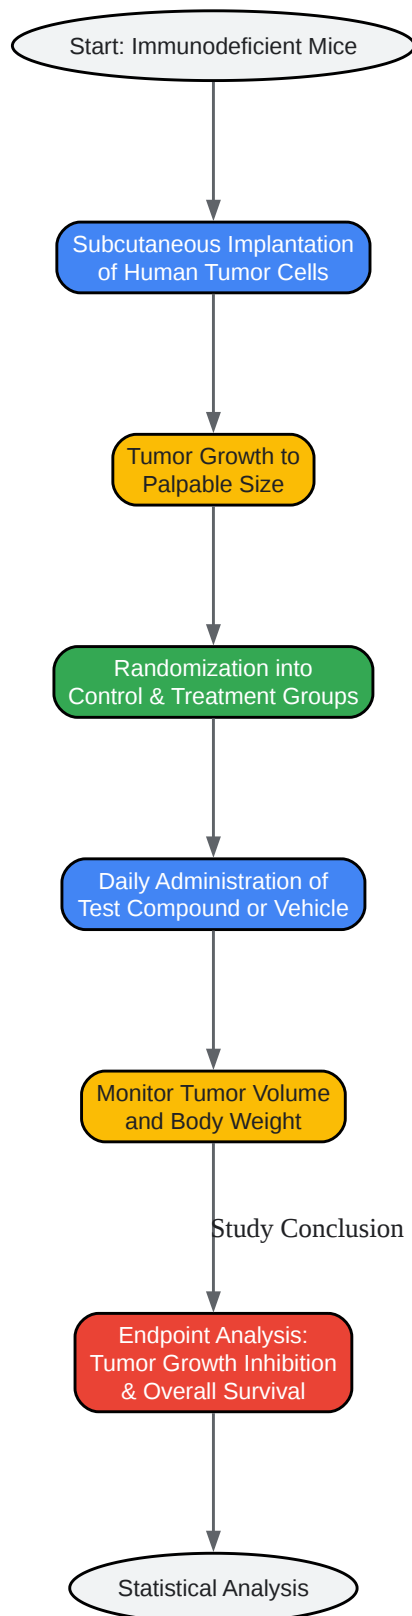 Start: Immunodeficient Mice
Subcutaneous Implantation
of Human Tumor Cells
Tumor Growth to
Palpable Size
Randomization into
Control & Treatment Groups
Daily Administration of
Test Compound or Vehicle
Monitor Tumor Volume
and Body Weight
Study Conclusion
Endpoint Analysis:
Tumor Growth Inhibition
& Overall Survival
Statistical Analysis